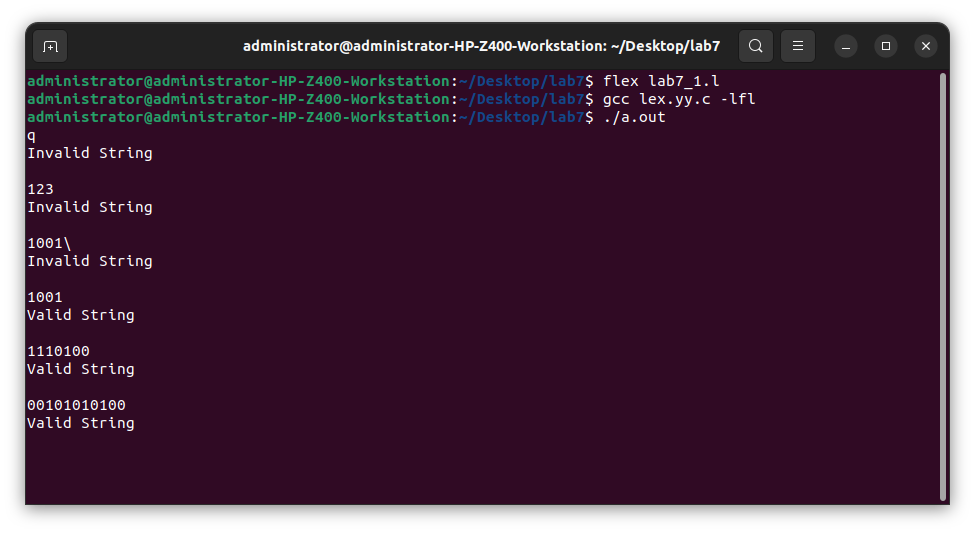 administrator@administrator-HP-Z400-Workstation: ~/Desktop/lab7
administrator@administrator-HP-Z400-Workstation:~/Desktop/lab7$ flex lab7_1.l
administrator@administrator-HP-Z400-Workstation:~/Desktop/lab7$ gcc lex.yy.c -lfl
administrator@administrator-HP-Z400-Workstation:~/Desktop/lab7$ ./a.out
q
Invalid String
123
Invalid String
1001\
Invalid String
1001
Valid String
1110100
Valid String
00101010100
Valid String